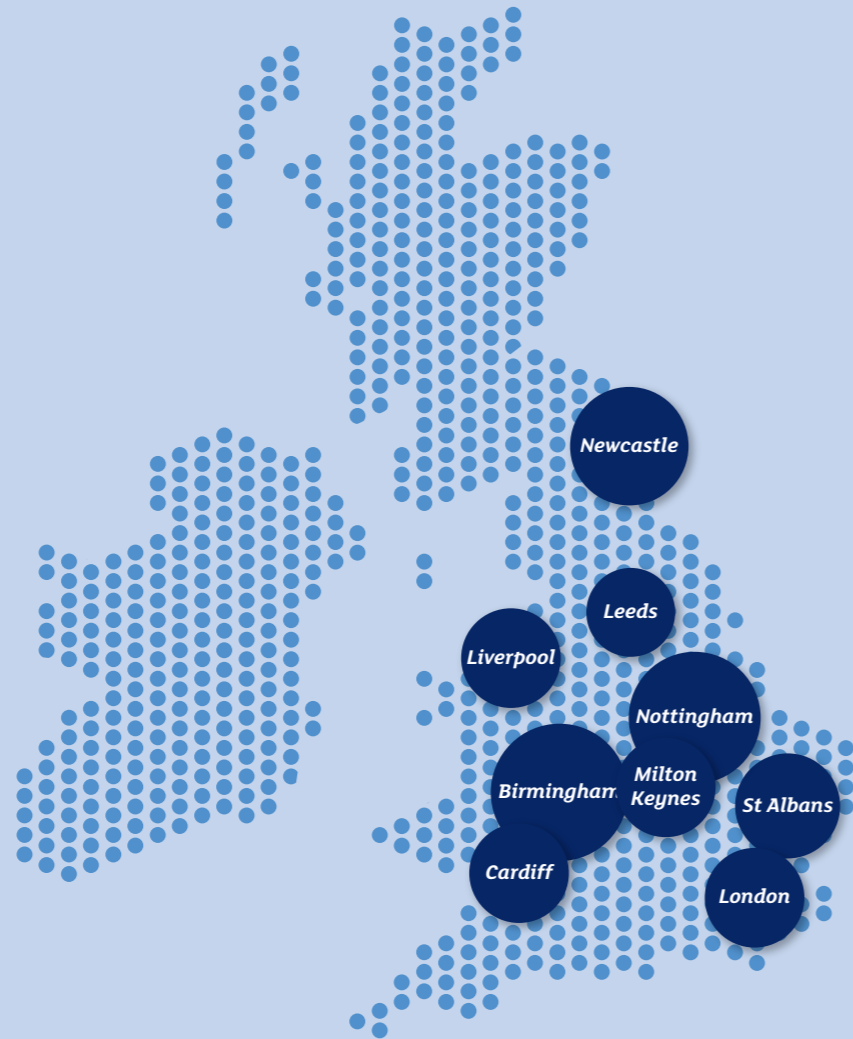 Newcastle
Leeds
Liverpool
Nottingham
Birmingham
Milton
Keynes
St Albans
Cardiff
London